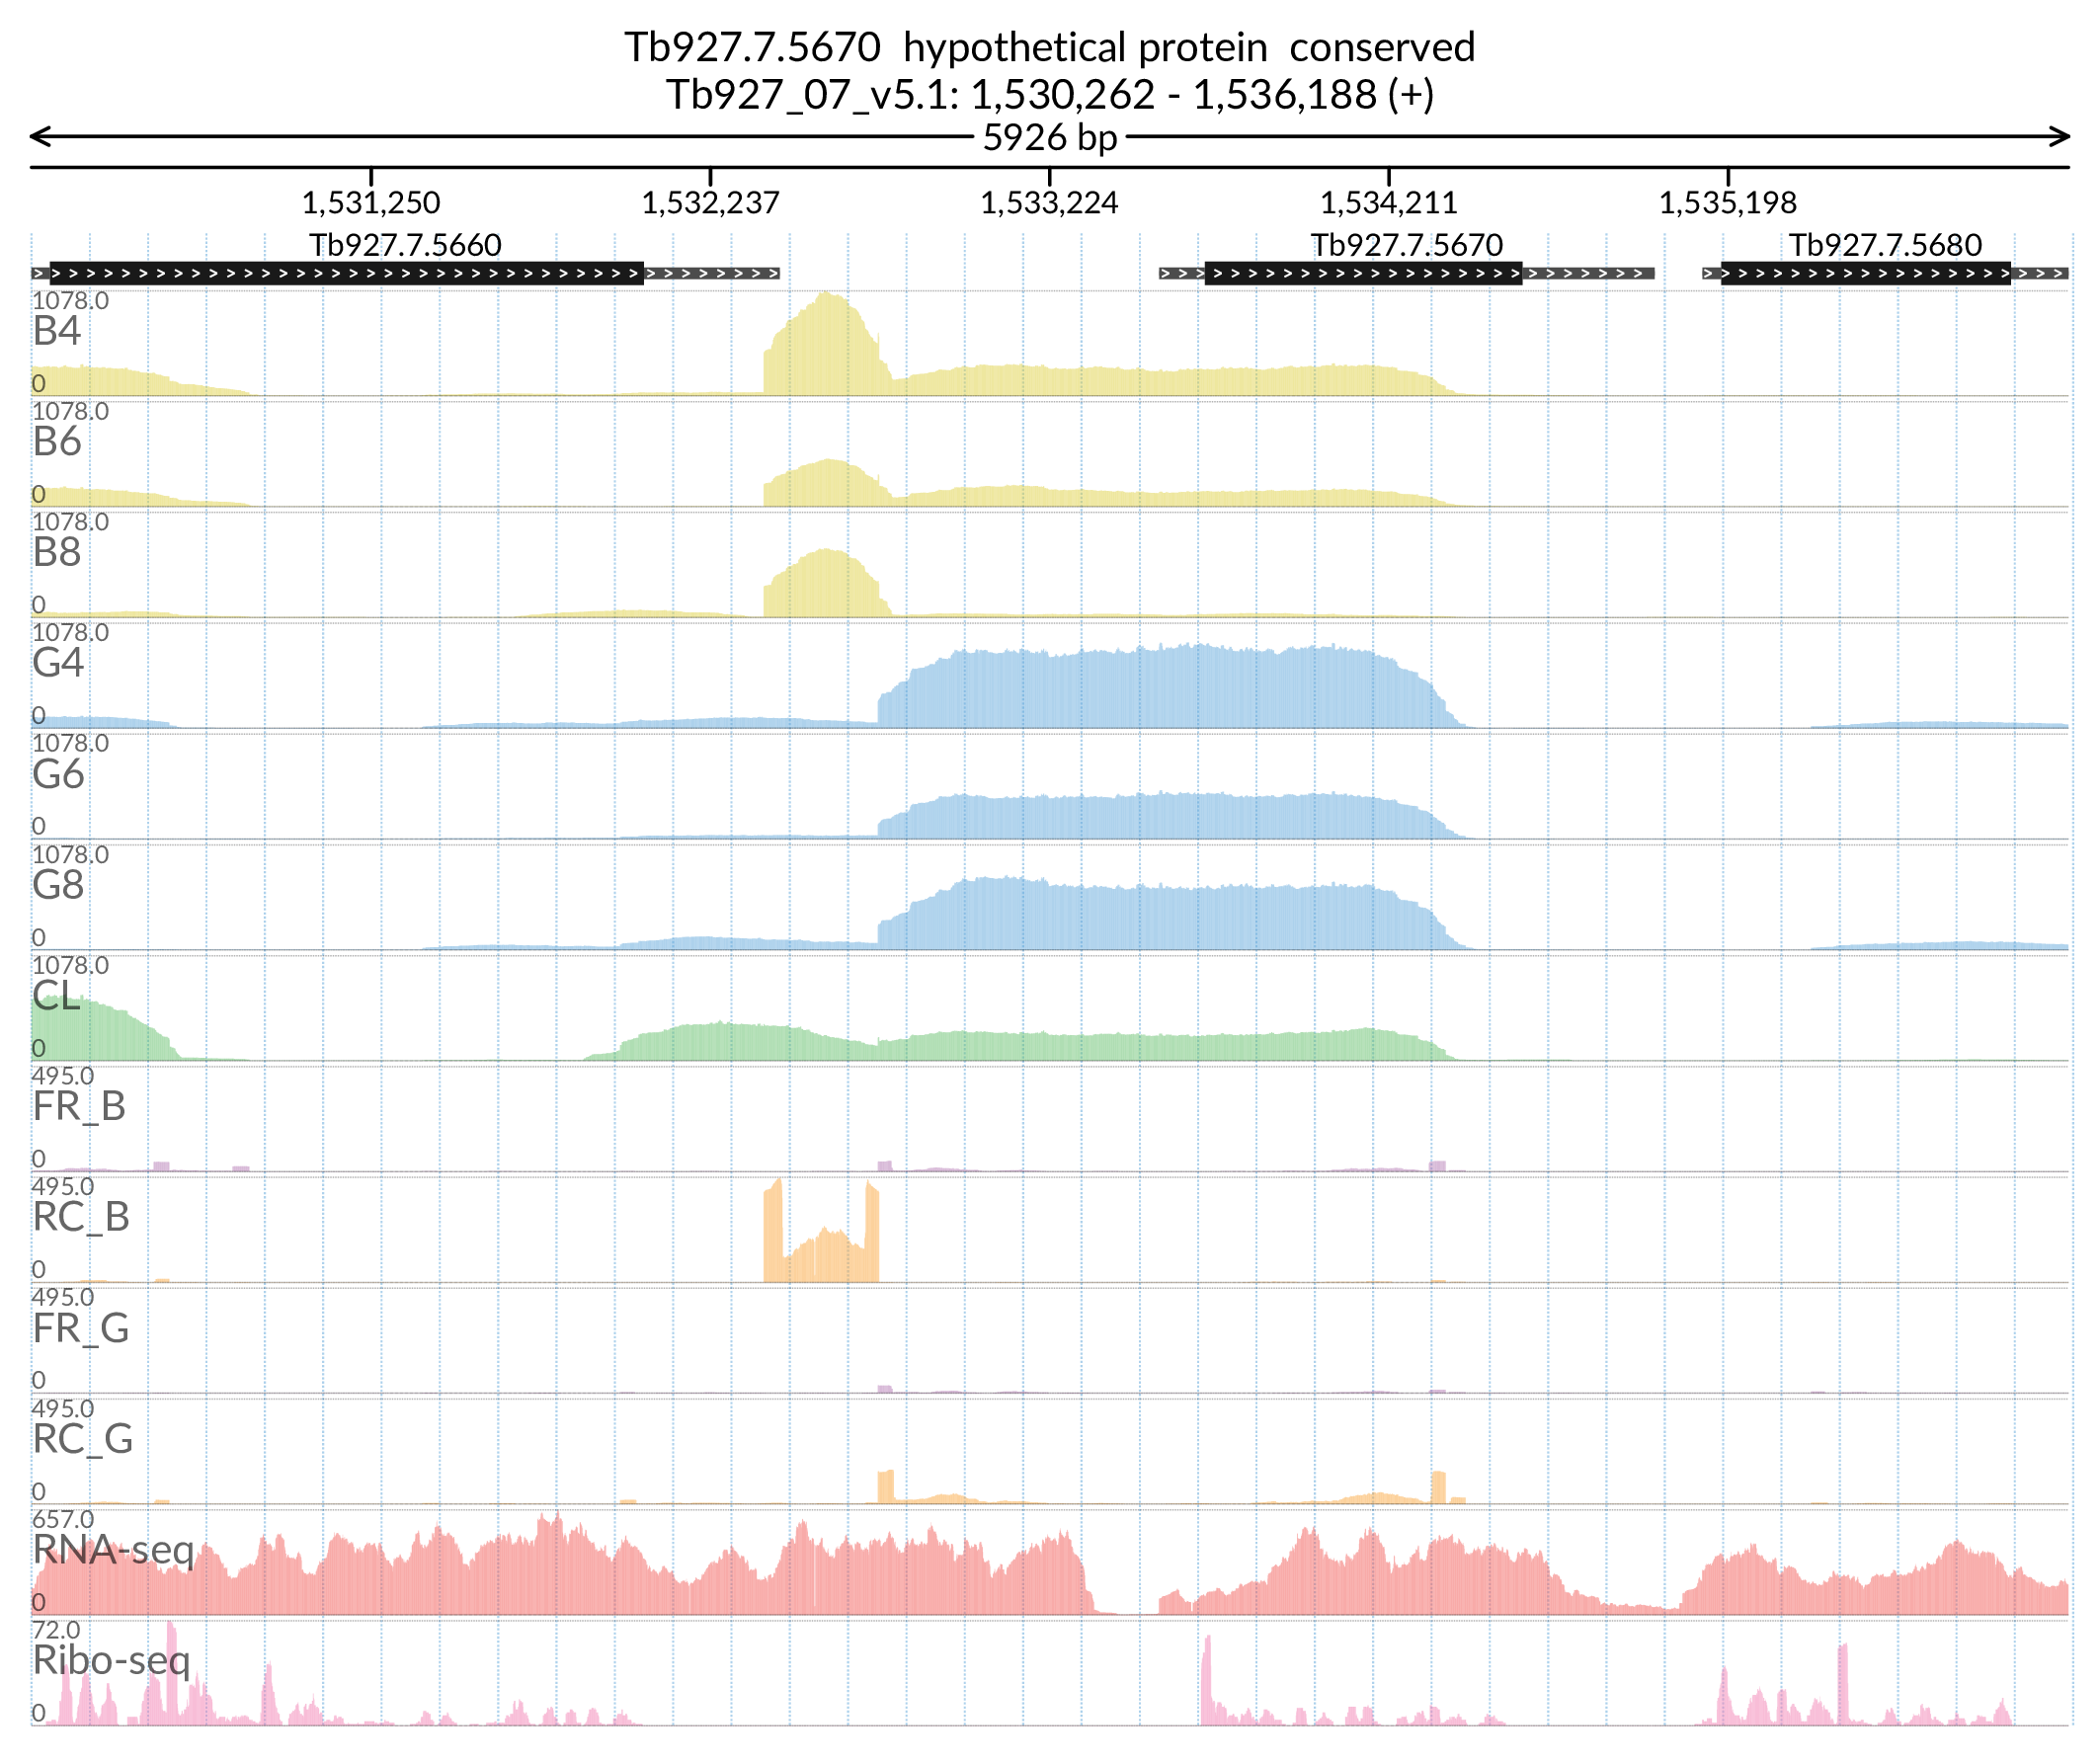 Tb927.7.5670 hypothetical protein conserved
Tb927_07_v5.1: 1,530,262 - 1,536,188 (+)
5926 bp
1,531,250 1,532,237 1,533,224 1,534,211 1,535,198
Tb927.7.5660 Tb927.7.5670 Tb927.7.5680
1078.0
B4
0
1078.0
B6
0
1078.0
B8
0
1078.0
G4
0
1078.0
G6
0
1078.0
G8
0
1078.0
CL
0
495.0
FR_B
0
495.0
RC_B
0
495.0
FR_G
0
495.0
RC_G
0
657.0
RNA-seq
0
72.0
Ribo-seq
0